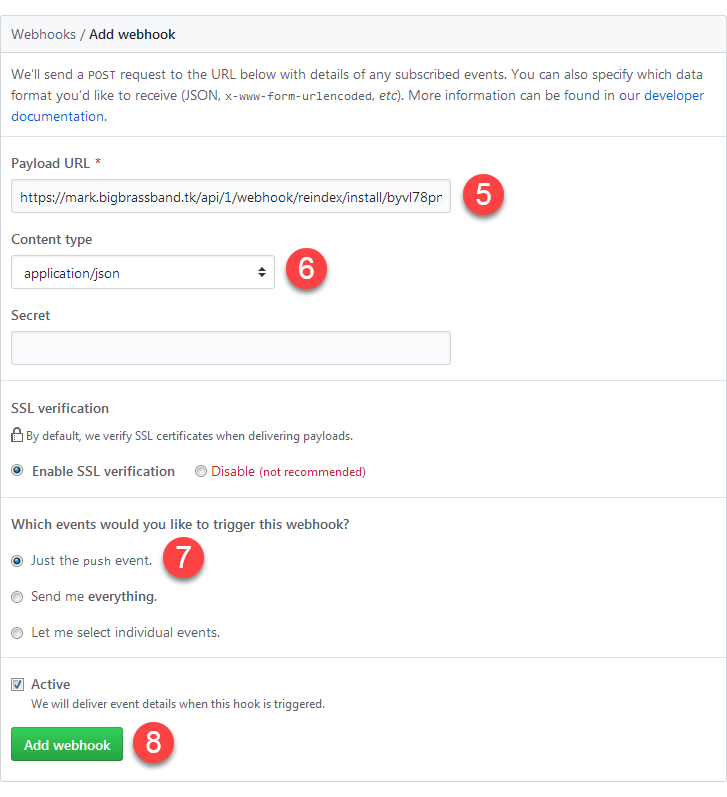 Webhooks / Add webhook
We'll send a POST request to the URL below with details of any subscribed events. You can also specify which data
format you'd like to receive (JSON, x-www-form-urlencoded, etc). More information can be found in our developer
documentation.
Payload URL *
https://mark.bigbrassband.tk/api/1/webhook/reindex/install/byvl78pr
5
Content type
application/json
6
Secret
SSL verification
By default, we verify SSL certificates when delivering payloads.
Enable SSL verification Disable (not recommended)
Which events would you like to trigger this webhook?
Just the push event.
7
Send me everything.
Let me select individual events.
Active
We will deliver event details when this hook is triggered.
Add webhook
8